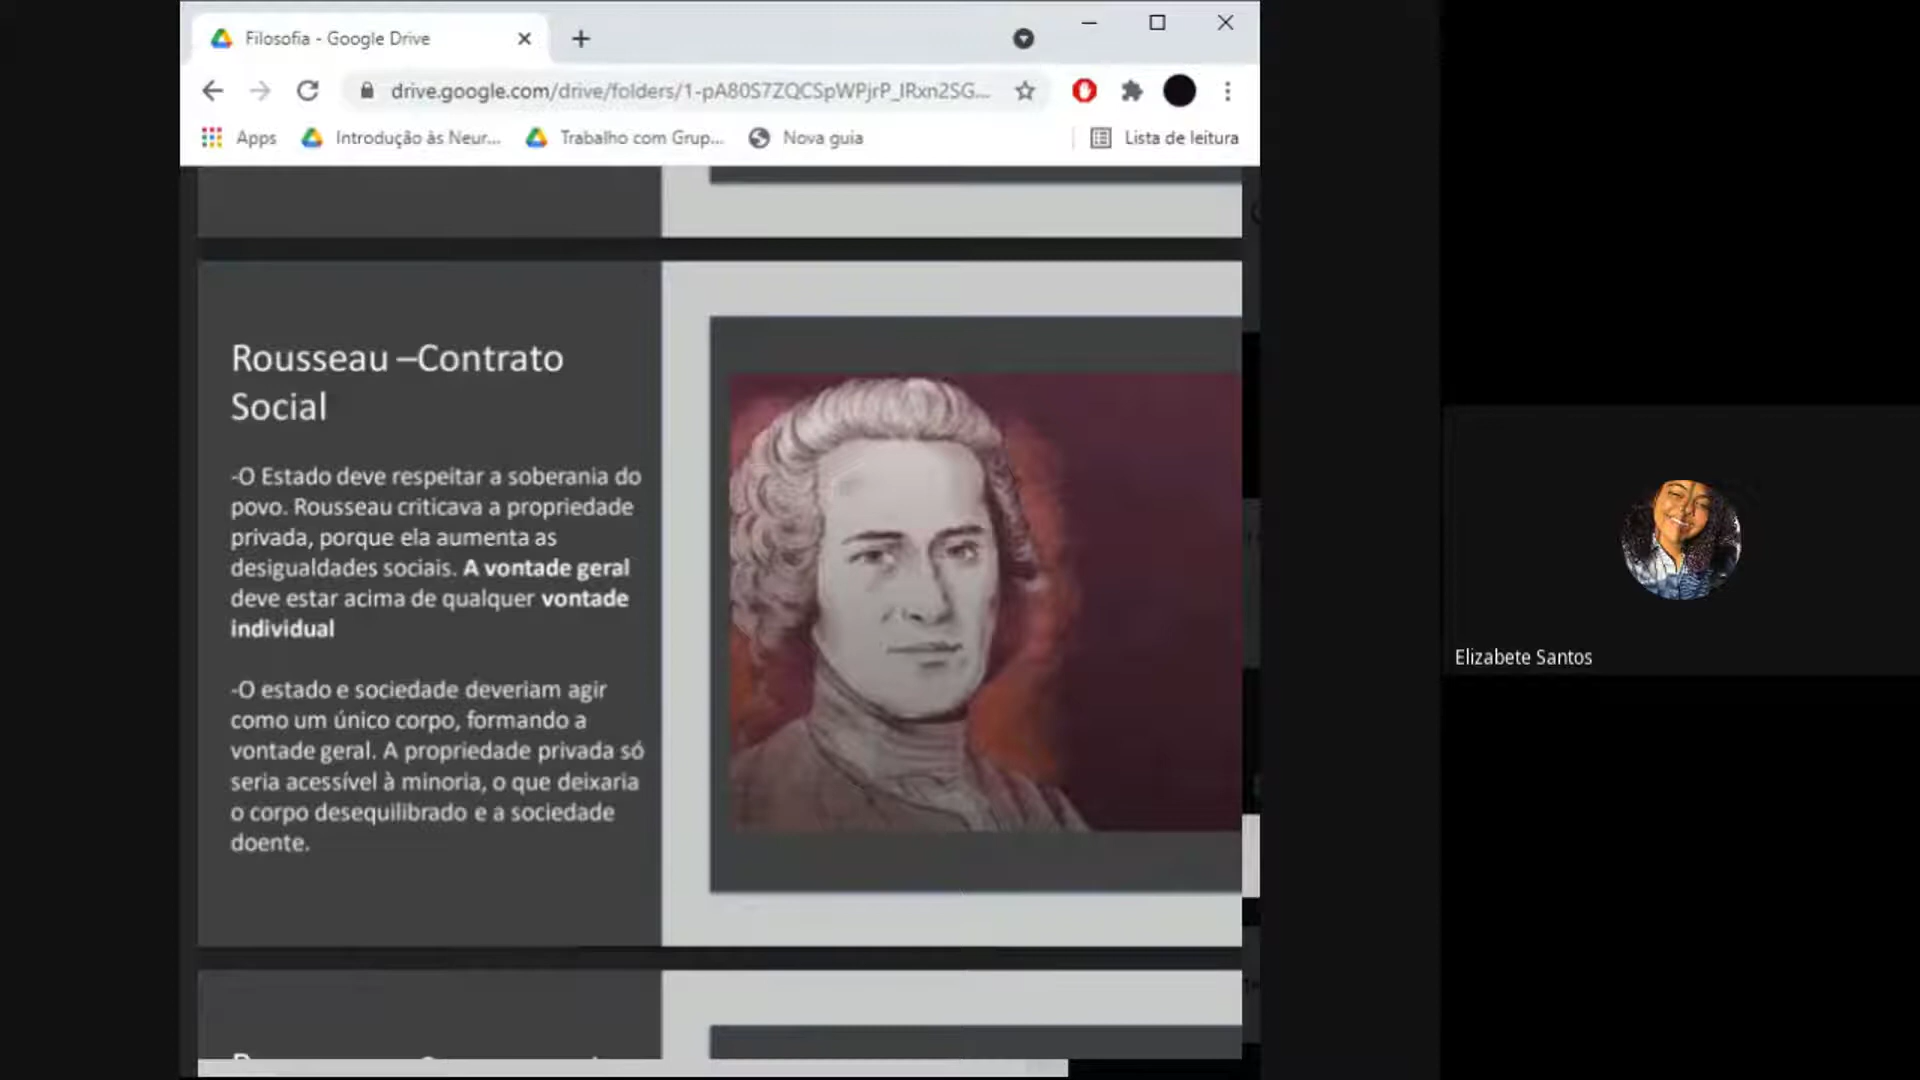 Filosofia - Google Drive
drive.google.com/drive/folders/1-pA80S7ZQCSpWPjrP_IRxn2SG...
Apps
Introdução às Neur...
Trabalho com Grup...
Nova guia
Lista de leitura
Rousseau –Contrato
Social
-O Estado deve respeitar a soberania do
povo. Rousseau criticava a propriedade
privada, porque ela aumenta as
desigualdades sociais. A vontade geral
deve estar acima de qualquer vontade
individual
-O estado e sociedade deveriam agir
como um único corpo, formando a
vontade geral. A propriedade privada só
seria acessível à minoria, o que deixaria
o corpo desequilibrado e a sociedade
doente.
Elizabete Santos